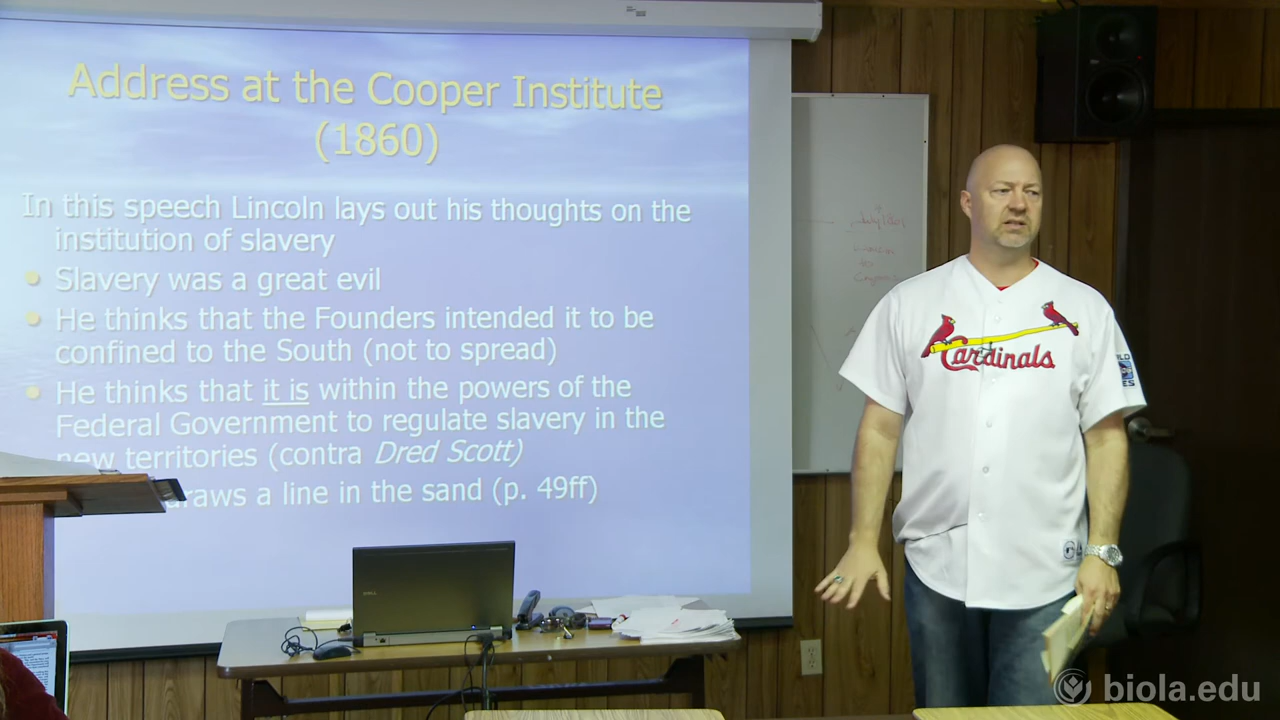 Address at the Cooper Institute
(1860)
In this speech Lincoln lays out his thoughts on the
institution of slavery
Slavery was a great evil
He thinks that the Founders intended it to be
confined to the South (not to spread)
He thinks that it is within the powers of the
Federal Government to regulate slavery in the
new territories (contra Dred Scott)
draws a line in the sand (p. 49ff)
Cardinals
DELL
biola.edu